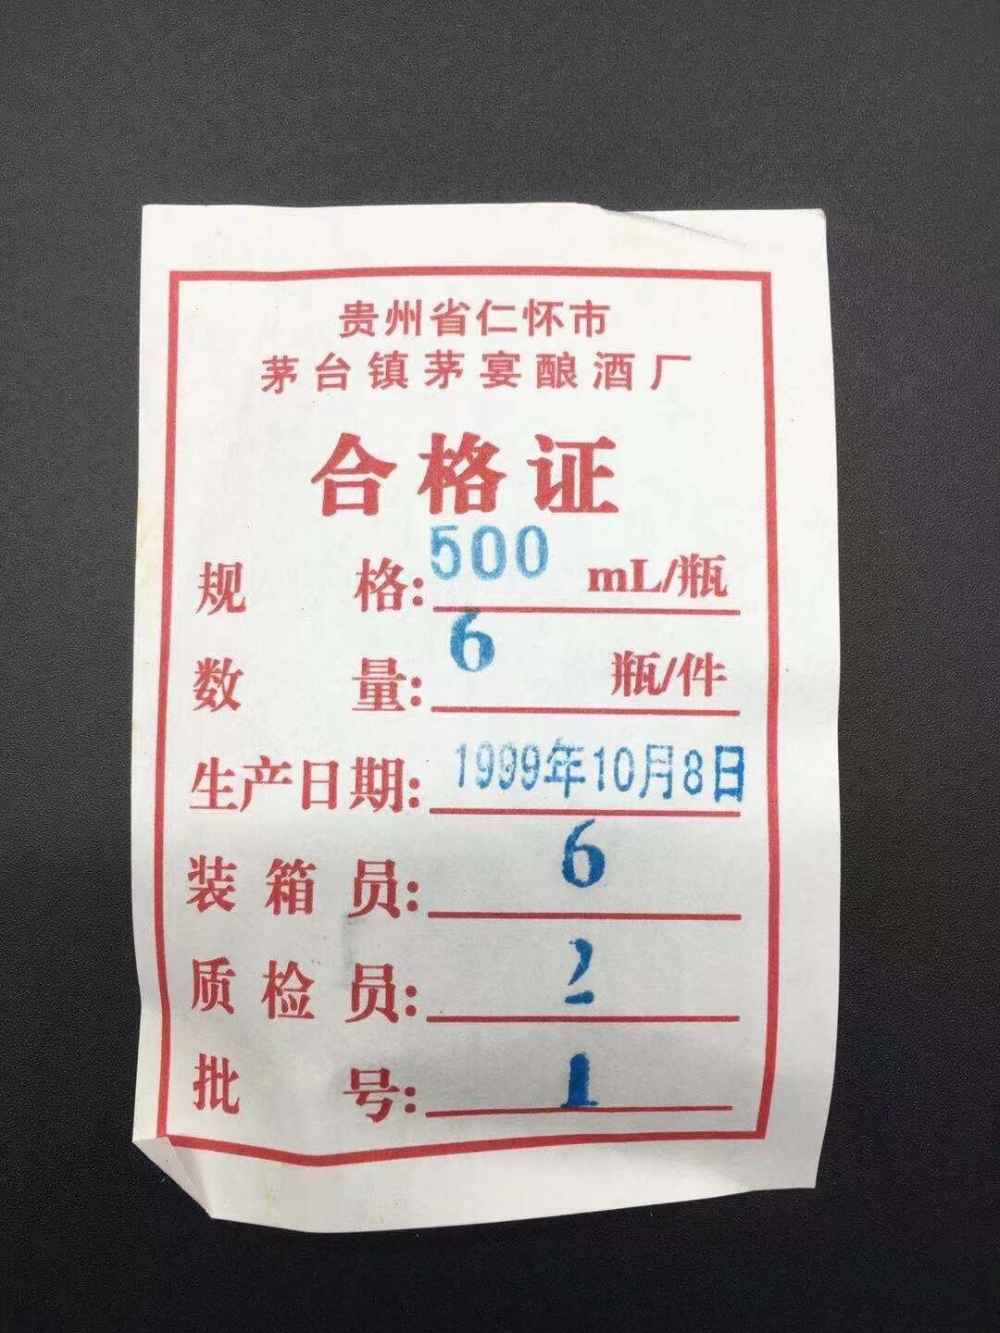 贵州省仁怀市
茅台镇茅宴酿酒厂
合格证
规格:500 mL/瓶
数量:6 瓶/件
生产日期:1999年10月8日
装箱员:6
质检员:2
批号:1